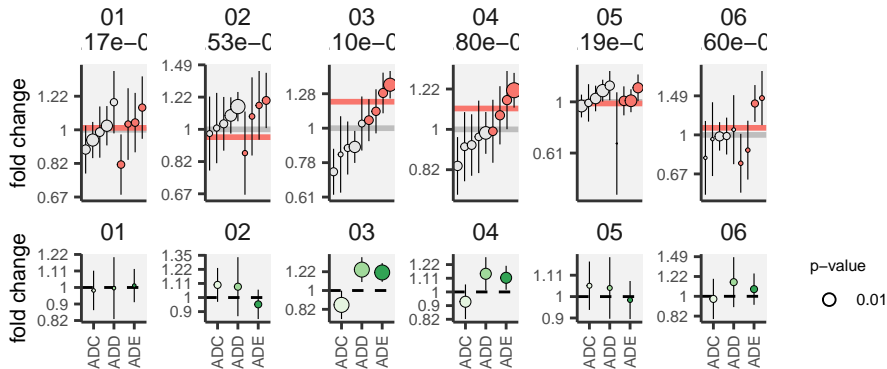 01 02 03 04 05 06
.17e−0 .53e−0 .10e−0 .80e−0 .19e−0 .60e−0
fold change
1.22 1 0.82 0.67
1.49 1.22 1 0.82 0.67
1.28 1 0.78 0.61
1.22 1 0.82
1 0.61
1.49 1 0.67
01 02 03 04 05 06
fold change
1.22 1.11 1 0.9 0.82
1.35 1.22 1.11 1 0.9
1.22 1
1.22 1.11 1 0.9 0.82
1.11 1 0.9
1.49 1.22 1 0.82
ADC ADD ADE ADC ADD ADE ADC ADD ADE ADC ADD ADE ADC ADD ADE ADC ADD ADE
p−value
0.01